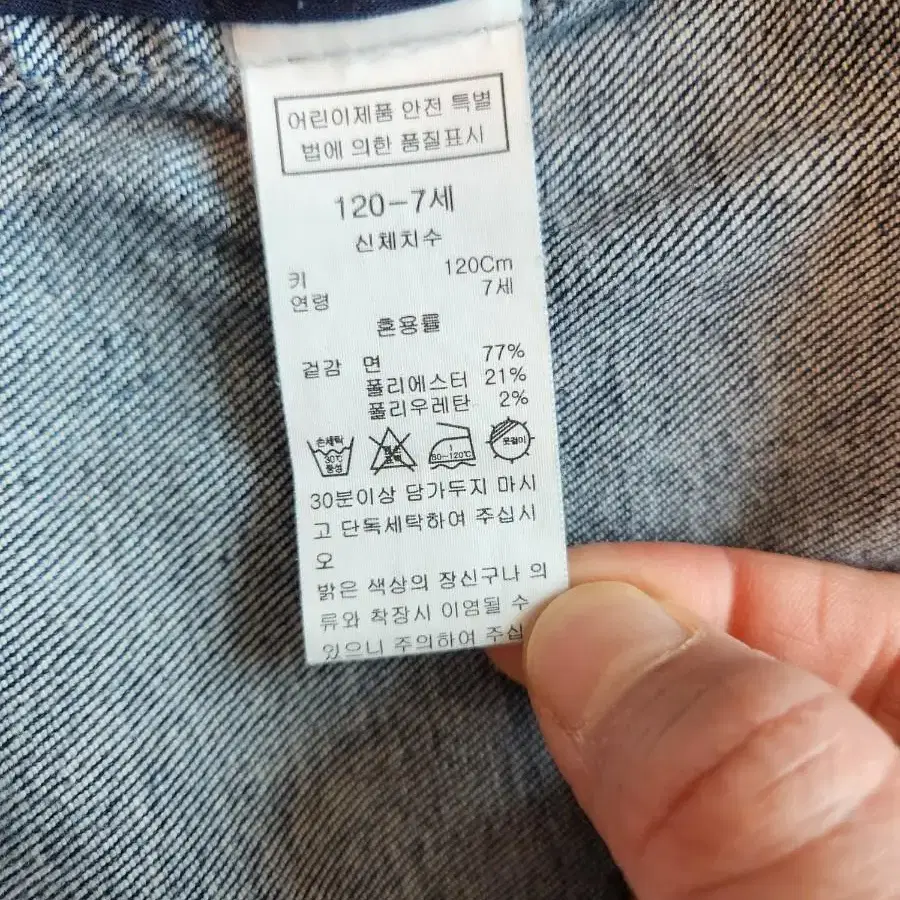 어린이제품 안전 특별
법에 의한 품질표시
120-7세
신체치수
키 120Cm
연령 7세
혼용률
겉감 면 77%
폴리에스터 21%
폴리우레탄 2%
손세탁
30℃
중성
80~120℃
옷걸이
30분이상 담가두지 마시
고 단독세탁하여 주십시
오
밝은 색상의 장신구나 의
류와 착장시 이염될 수
있으니 주의하여 주십